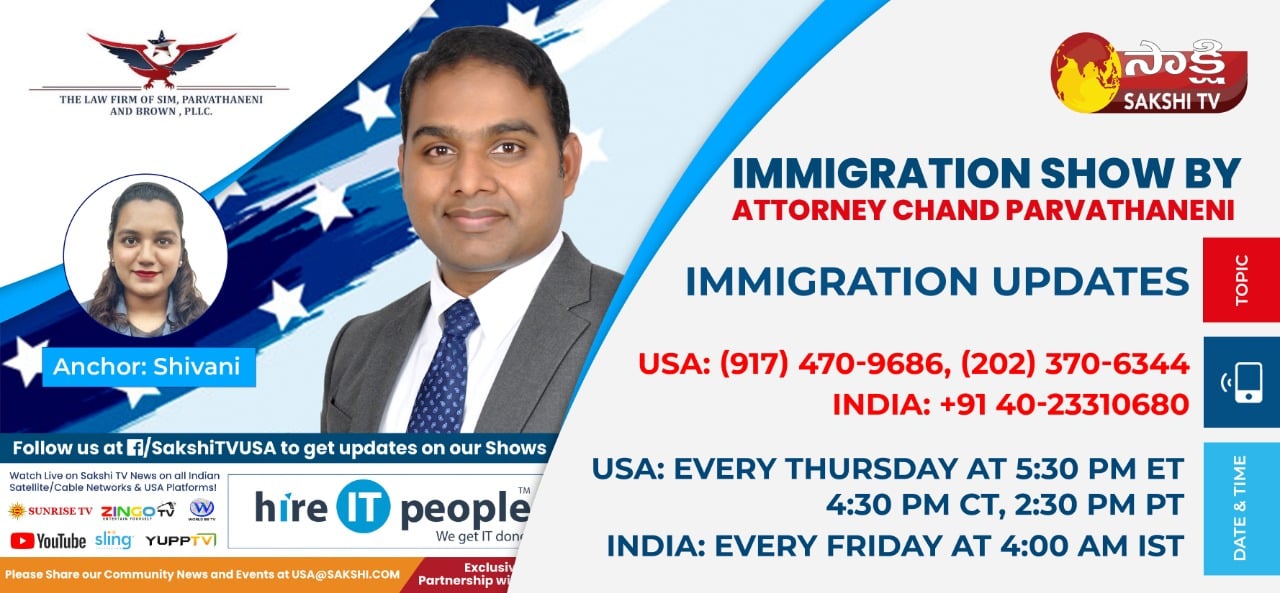 THE LAW FIRM OF SIM, PARVATHANENI
AND BROWN , PLLC.
Anchor: Shivani
Follow us at f/SakshiTVUSA to get updates on our Shows
Watch Live on Sakshi TV News on all Indian
Satellite/Cable Networks & USA Platforms!
SUNRISE TV ZINGO TV
ENTERTAIN YOURSELF
YouTube sling YUPPTV
hire IT people™
We get IT done
Please Share our Community News and Events at USA@SAKSHI.COM
Exclusiv
Partnership wi
సాక్షి
SAKSHI TV
IMMIGRATION SHOW BY
ATTORNEY CHAND PARVATHANENI
IMMIGRATION UPDATES
TOPIC
USA: (917) 470-9686, (202) 370-6344
INDIA: +91 40-23310680
USA: EVERY THURSDAY AT 5:30 PM ET
4:30 PM CT, 2:30 PM PT
INDIA: EVERY FRIDAY AT 4:00 AM IST
DATE & TIME